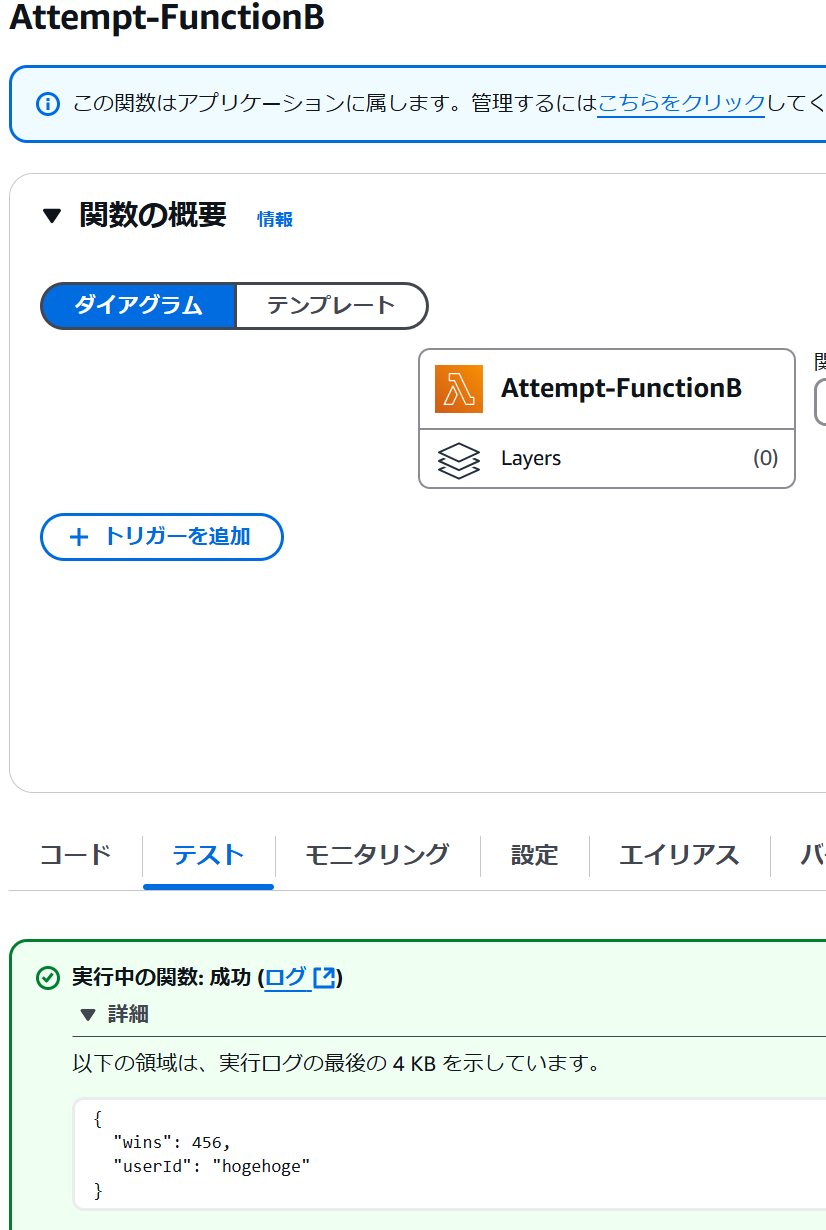 Attempt-FunctionB
この関数はアプリケーションに属します。管理するにはこちらをクリックしてく
関数の概要 情報
ダイアグラム テンプレート
Attempt-FunctionB
Layers (0)
+ トリガーを追加
コード テスト モニタリング 設定 エイリアス バ
実行中の関数: 成功 (ログ)
詳細
以下の領域は、実行ログの最後の 4 KB を示しています。
{
"wins": 456,
"userId": "hogehoge"
}